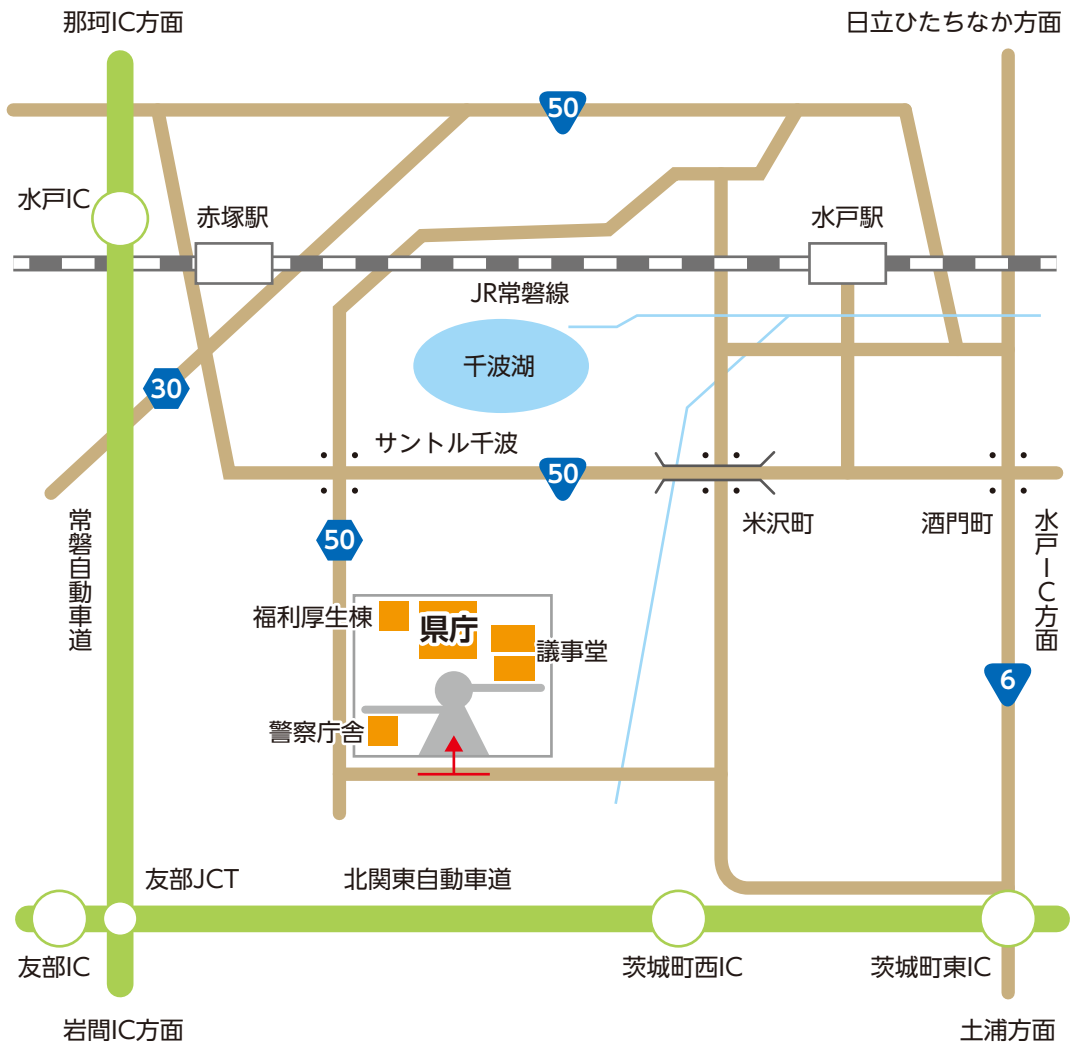 那珂IC方面
日立ひたちなか方面
50
水戸IC
赤塚駅
水戸駅
JR常磐線
千波湖
30
サントル千波
50
常磐自動車道
50
米沢町
酒門町
水戸IC方面
福利厚生棟
県庁
議事堂
6
警察庁舎
友部JCT
北関東自動車道
友部IC
茨城町西IC
茨城町東IC
岩間IC方面
土浦方面